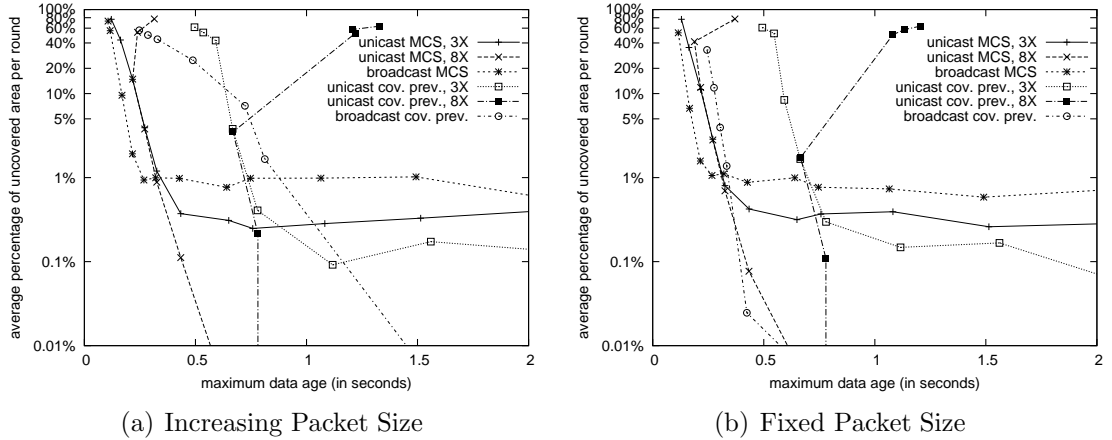 average percentage of uncovered area per round
80%
60%
40%
20%
10%
5%
1%
0.1%
0.01%
0
0.5
1
1.5
2
maximum data age (in seconds)
unicast MCS, 3X
unicast MCS, 8X
broadcast MCS
unicast cov. prev., 3X
unicast cov. prev., 8X
broadcast cov. prev.
(a) Increasing Packet Size
average percentage of uncovered area per round
80%
60%
40%
20%
10%
5%
1%
0.1%
0.01%
0
0.5
1
1.5
2
maximum data age (in seconds)
unicast MCS, 3X
unicast MCS, 8X
broadcast MCS
unicast cov. prev., 3X
unicast cov. prev., 8X
broadcast cov. prev.
(b) Fixed Packet Size